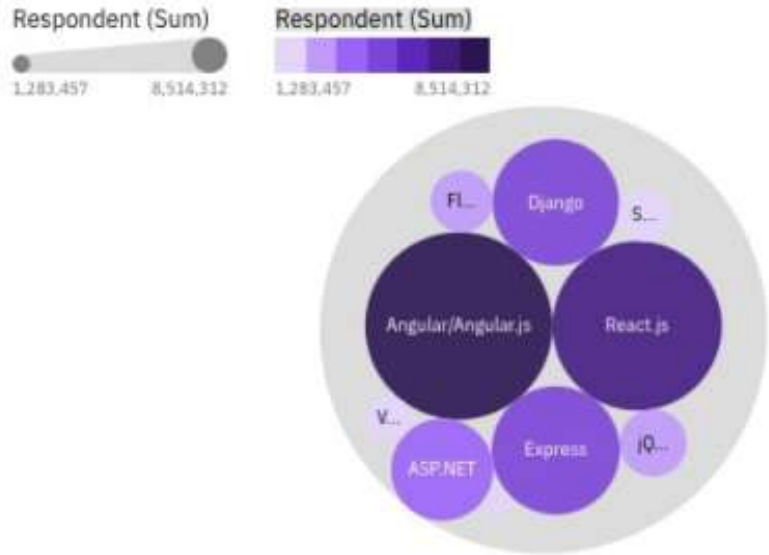 Respondent (Sum)
1,283,457 8,514,312
Respondent (Sum)
1,283,457 8,514,312
Fl...
Django
S...
Angular/Angular.js
React.js
V...
ASP.NET
Express
jQ...